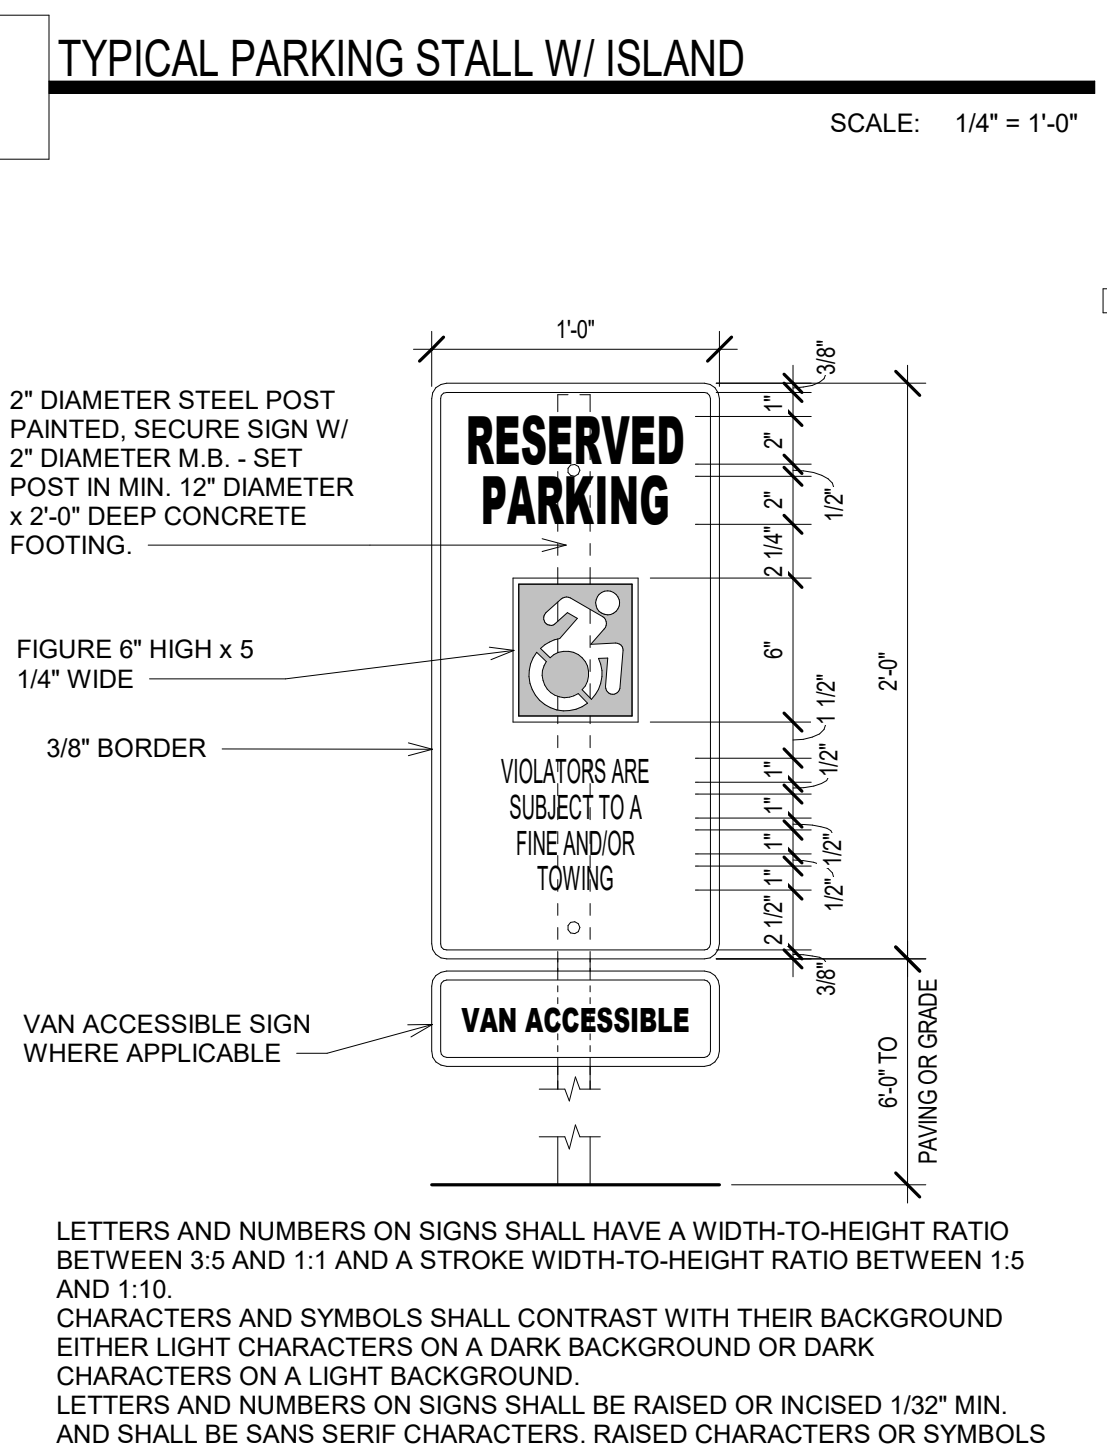 TYPICAL PARKING STALL W/ ISLAND
SCALE: 1/4" = 1'-0"
1'-0"
3/8"
1"
2"
1/2"
2"
2 1/4"
6"
1 1/2"
1"
1/2"
1"
1/2"
1"
1/2"
1"
2 1/2"
3/8"
2'-0"
6'-0" TO
PAVING OR GRADE
2" DIAMETER STEEL POST
PAINTED, SECURE SIGN W/
2" DIAMETER M.B. - SET
POST IN MIN. 12" DIAMETER
x 2'-0" DEEP CONCRETE
FOOTING.
FIGURE 6" HIGH x 5
1/4" WIDE
3/8" BORDER
VAN ACCESSIBLE SIGN
WHERE APPLICABLE
RESERVED
PARKING
VIOLATORS ARE
SUBJECT TO A
FINE AND/OR
TOWING
VAN ACCESSIBLE
LETTERS AND NUMBERS ON SIGNS SHALL HAVE A WIDTH-TO-HEIGHT RATIO
BETWEEN 3:5 AND 1:1 AND A STROKE WIDTH-TO-HEIGHT RATIO BETWEEN 1:5
AND 1:10.
CHARACTERS AND SYMBOLS SHALL CONTRAST WITH THEIR BACKGROUND
EITHER LIGHT CHARACTERS ON A DARK BACKGROUND OR DARK
CHARACTERS ON A LIGHT BACKGROUND.
LETTERS AND NUMBERS ON SIGNS SHALL BE RAISED OR INCISED 1/32" MIN.
AND SHALL BE SANS SERIF CHARACTERS. RAISED CHARACTERS OR SYMBOLS